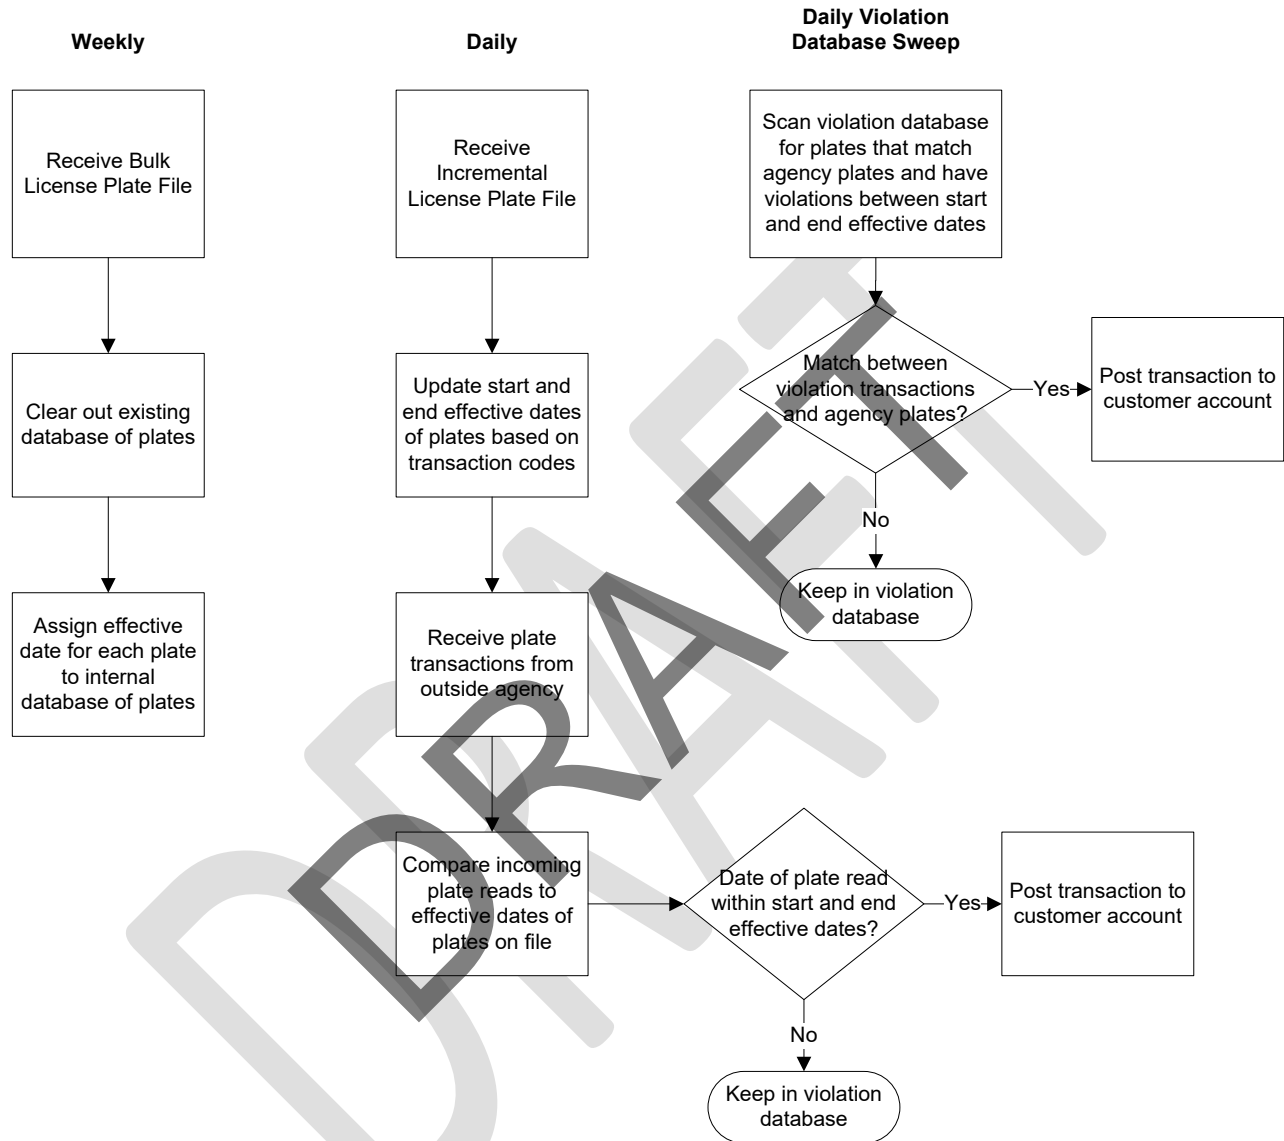 Weekly
Daily
Daily Violation
Database Sweep
Receive Bulk
License Plate File
Clear out existing
database of plates
Assign effective
date for each plate
to internal
database of plates
Receive
Incremental
License Plate File
Update start and
end effective dates
of plates based on
transaction codes
Receive plate
transactions from
outside agency
Compare incoming
plate reads to
effective dates of
plates on file
Date of plate read
within start and end
effective dates?
Yes
Post transaction to
customer account
No
Keep in violation
database
Scan violation database
for plates that match
agency plates and have
violations between start
and end effective dates
Match between
violation transactions
and agency plates?
Yes
Post transaction to
customer account
No
Keep in violation
database
DRAFT
DRAFT